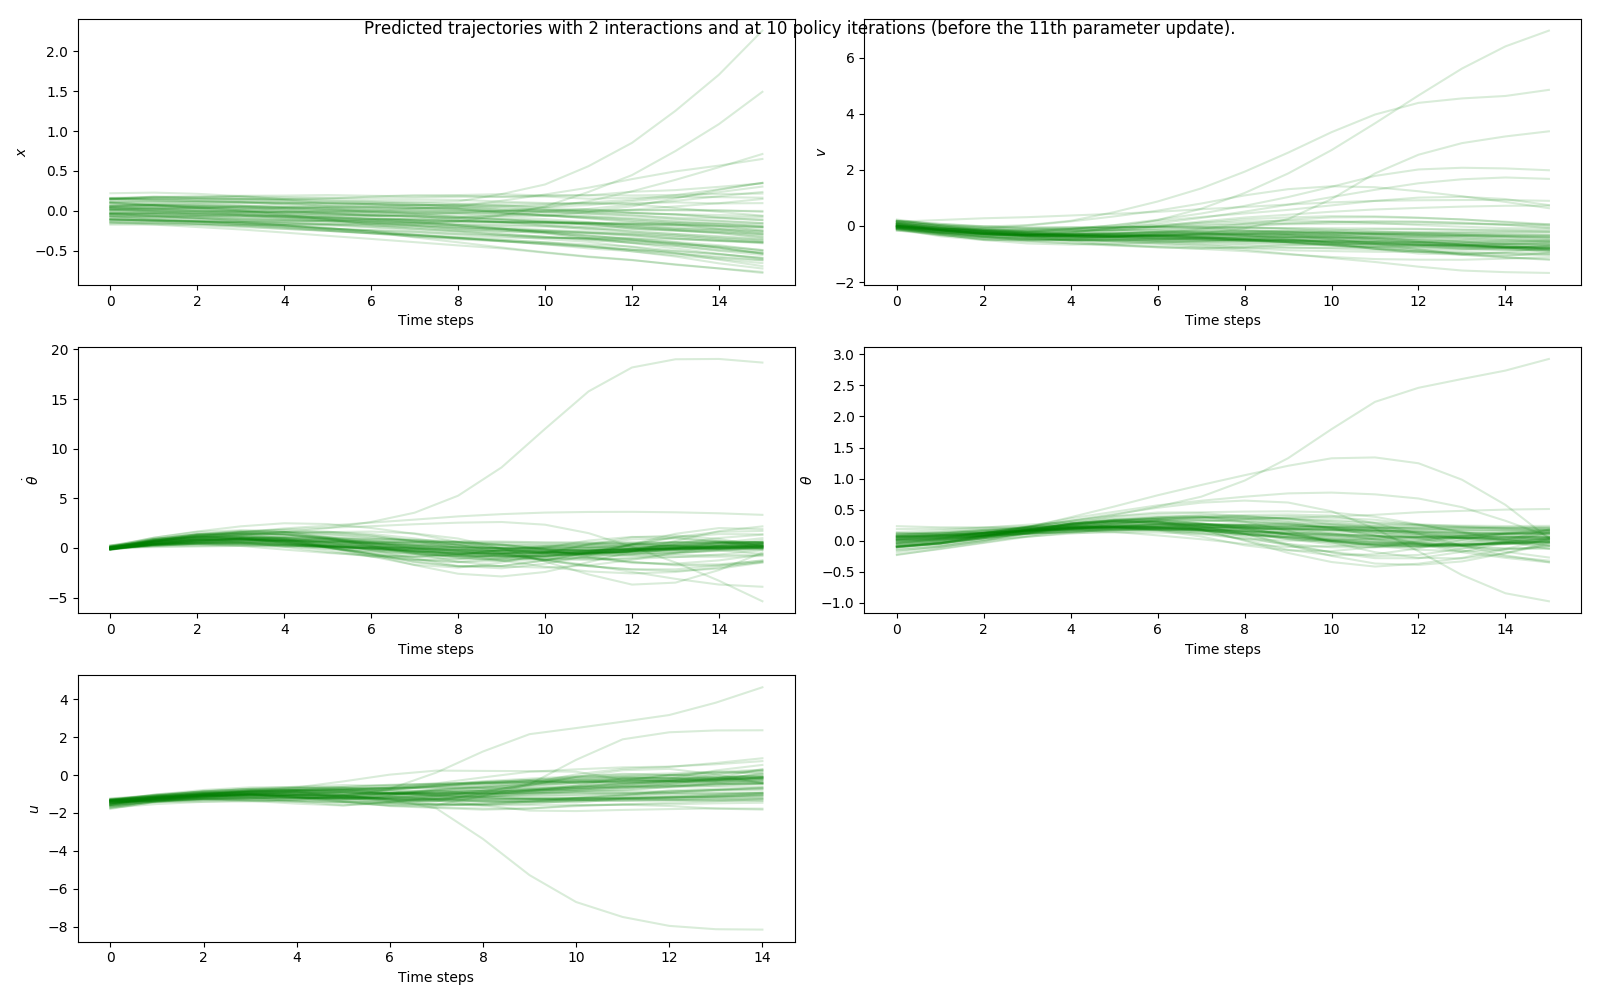 Predicted trajectories with 2 interactions and at 10 policy iterations (before the 11th parameter update).
x
2.0
1.5
1.0
0.5
0.0
−0.5
0 2 4 6 8 10 12 14
Time steps
v
6
4
2
0
−2
0 2 4 6 8 10 12 14
Time steps
θ̇
20
15
10
5
0
−5
0 2 4 6 8 10 12 14
Time steps
θ
3.0
2.5
2.0
1.5
1.0
0.5
0.0
−0.5
−1.0
0 2 4 6 8 10 12 14
Time steps
u
4
2
0
−2
−4
−6
−8
0 2 4 6 8 10 12 14
Time steps